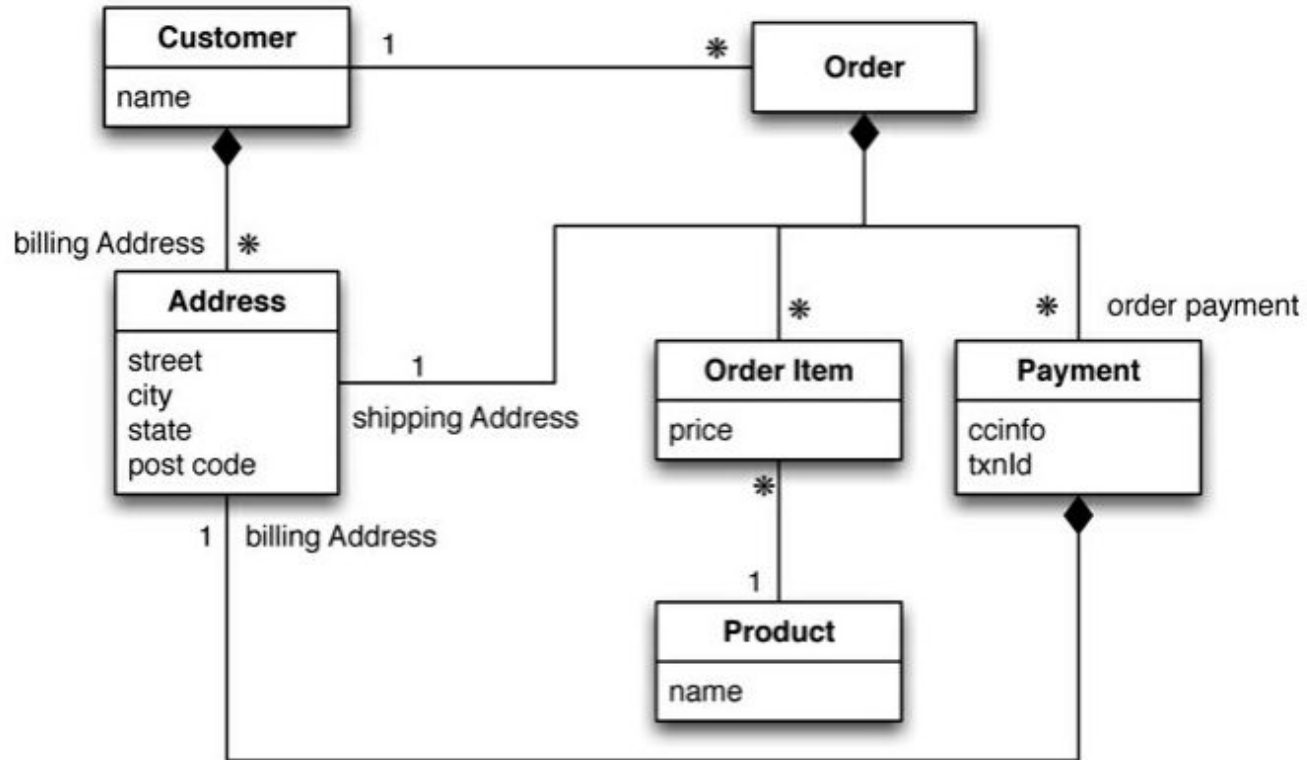 Customer
name
1
*
Order
billing Address
*
Address
street
city
state
post code
1
shipping Address
*
Order Item
price
*
order payment
Payment
ccinfo
txnId
*
1
billing Address
1
Product
name